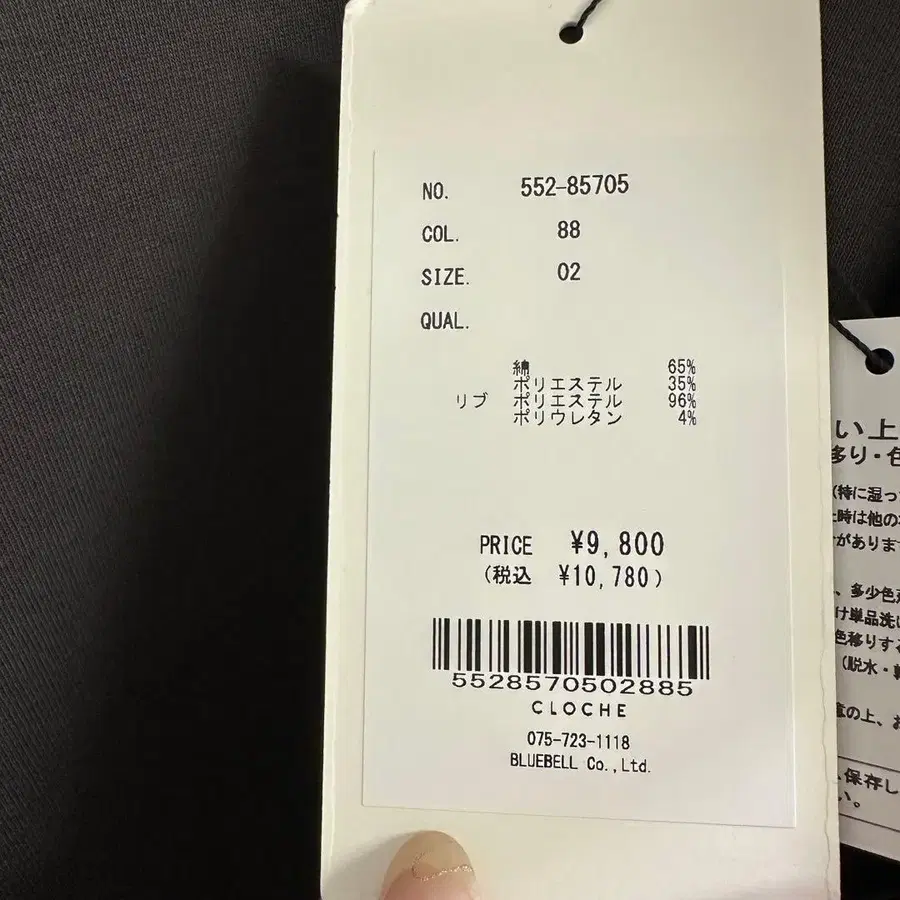 NO. 552-85705
COL. 88
SIZE. 02
QUAL.
綿 65%
ポリエステル 35%
リブ ポリエステル 96%
ポリウレタン 4%
PRICE ¥9,800
(税込 ¥10,780)
5528570502885
CLOCHE
075-723-1118
BLUEBELL Co.,Ltd.
い上
多り・色
(特に湿っ
時は他の
がありま
、多少色
け単品洗
色移りす
(脱水・
の上、お
保存し
い。